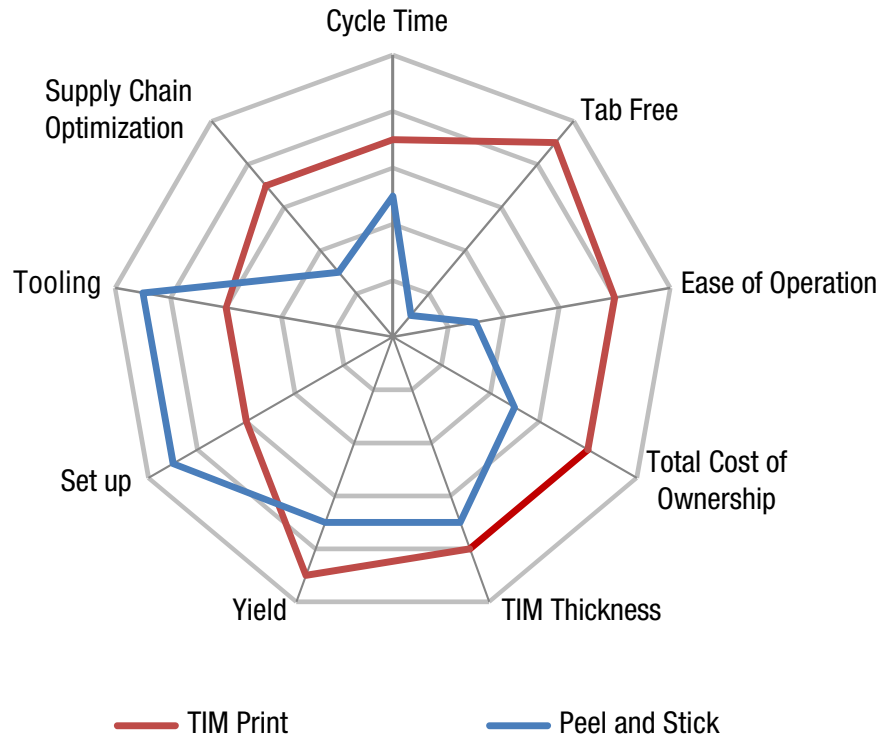 Cycle Time
Tab Free
Ease of Operation
Total Cost of
Ownership
TIM Thickness
Yield
Set up
Tooling
Supply Chain
Optimization
TIM Print
Peel and Stick